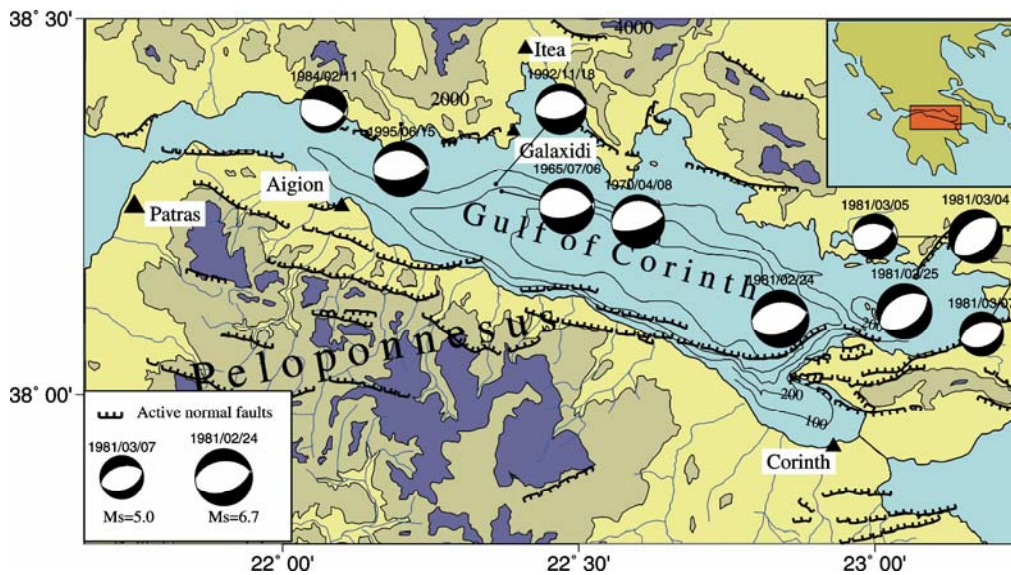 38° 30'
4000
Itea
1984/02/11
1992/11/18
2000
1995/06/15
Galaxidi
1965/07/06
1970/04/08
Aigion
Patras
1981/03/05
1981/03/04
Gulf of Corinth
1981/02/24
1981/02/25
1981/03/07
Peloponnesus
38° 00'
200
100
Corinth
Active normal faults
1981/03/07
1981/02/24
Ms=5.0
Ms=6.7
22° 00'
22° 30'
23° 00'